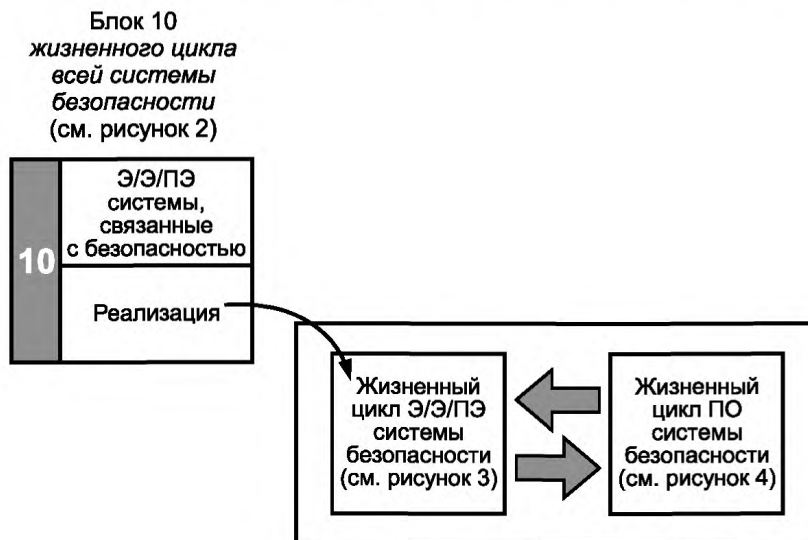 Блок 10
жизненного цикла
всей системы
безопасности
(см. рисунок 2)
10
Э/Э/ПЭ
системы,
связанные
с безопасностью
Реализация
Жизненный
цикл Э/Э/ПЭ
системы
безопасности
(см. рисунок 3)
Жизненный
цикл ПО
системы
безопасности
(см. рисунок 4)